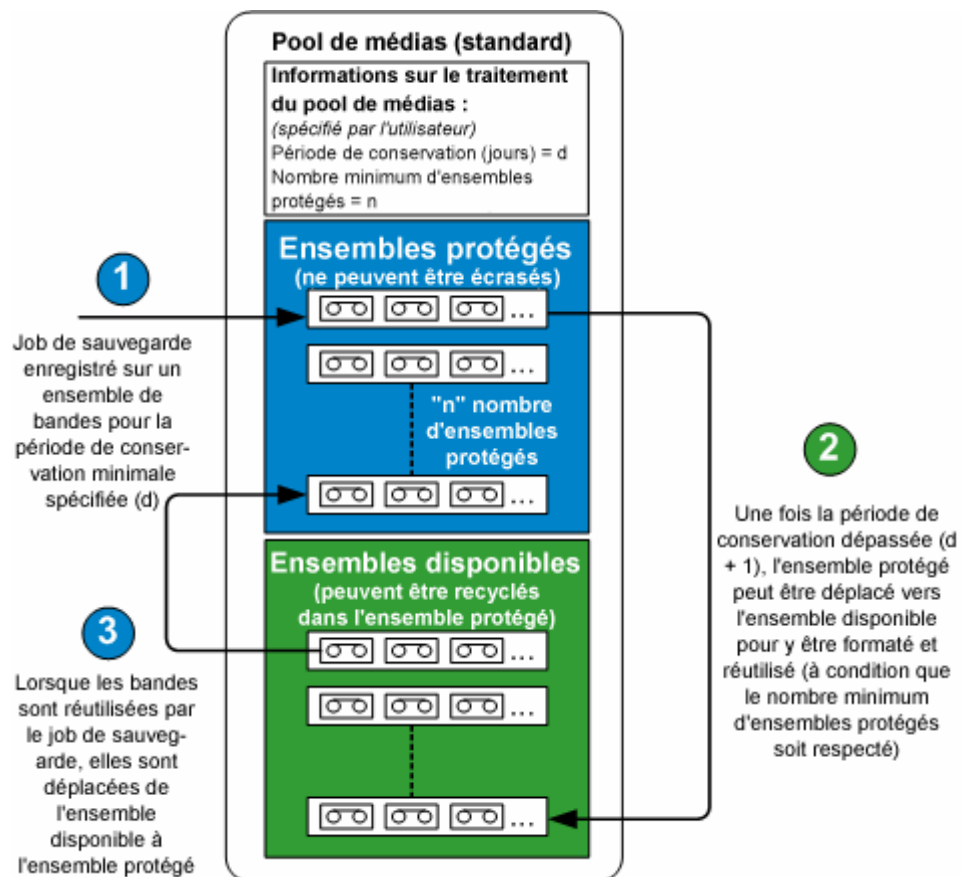 Pool de médias (standard)
Informations sur le traitement
du pool de médias :
(spécifié par l'utilisateur)
Période de conservation (jours) = d
Nombre minimum d'ensembles
protégés = n
Ensembles protégés
(ne peuvent être écrasés)
...
...
"n" nombre
d'ensembles
protégés
...
1
Job de sauvegarde
enregistré sur un
ensemble de
bandes pour la
période de conser-
vation minimale
spécifiée (d)
2
Une fois la période de
conservation dépassée (d
+ 1), l'ensemble protégé
peut être déplacé vers
l'ensemble disponible
pour y être formaté et
réutilisé (à condition que
le nombre minimum
d'ensembles protégés
soit respecté)
Ensembles disponibles
(peuvent être recyclés
dans l'ensemble protégé)
...
...
...
3
Lorsque les bandes
sont réutilisées par
le job de sauveg-
arde, elles sont
déplacées de
l'ensemble
disponible à
l'ensemble protégé